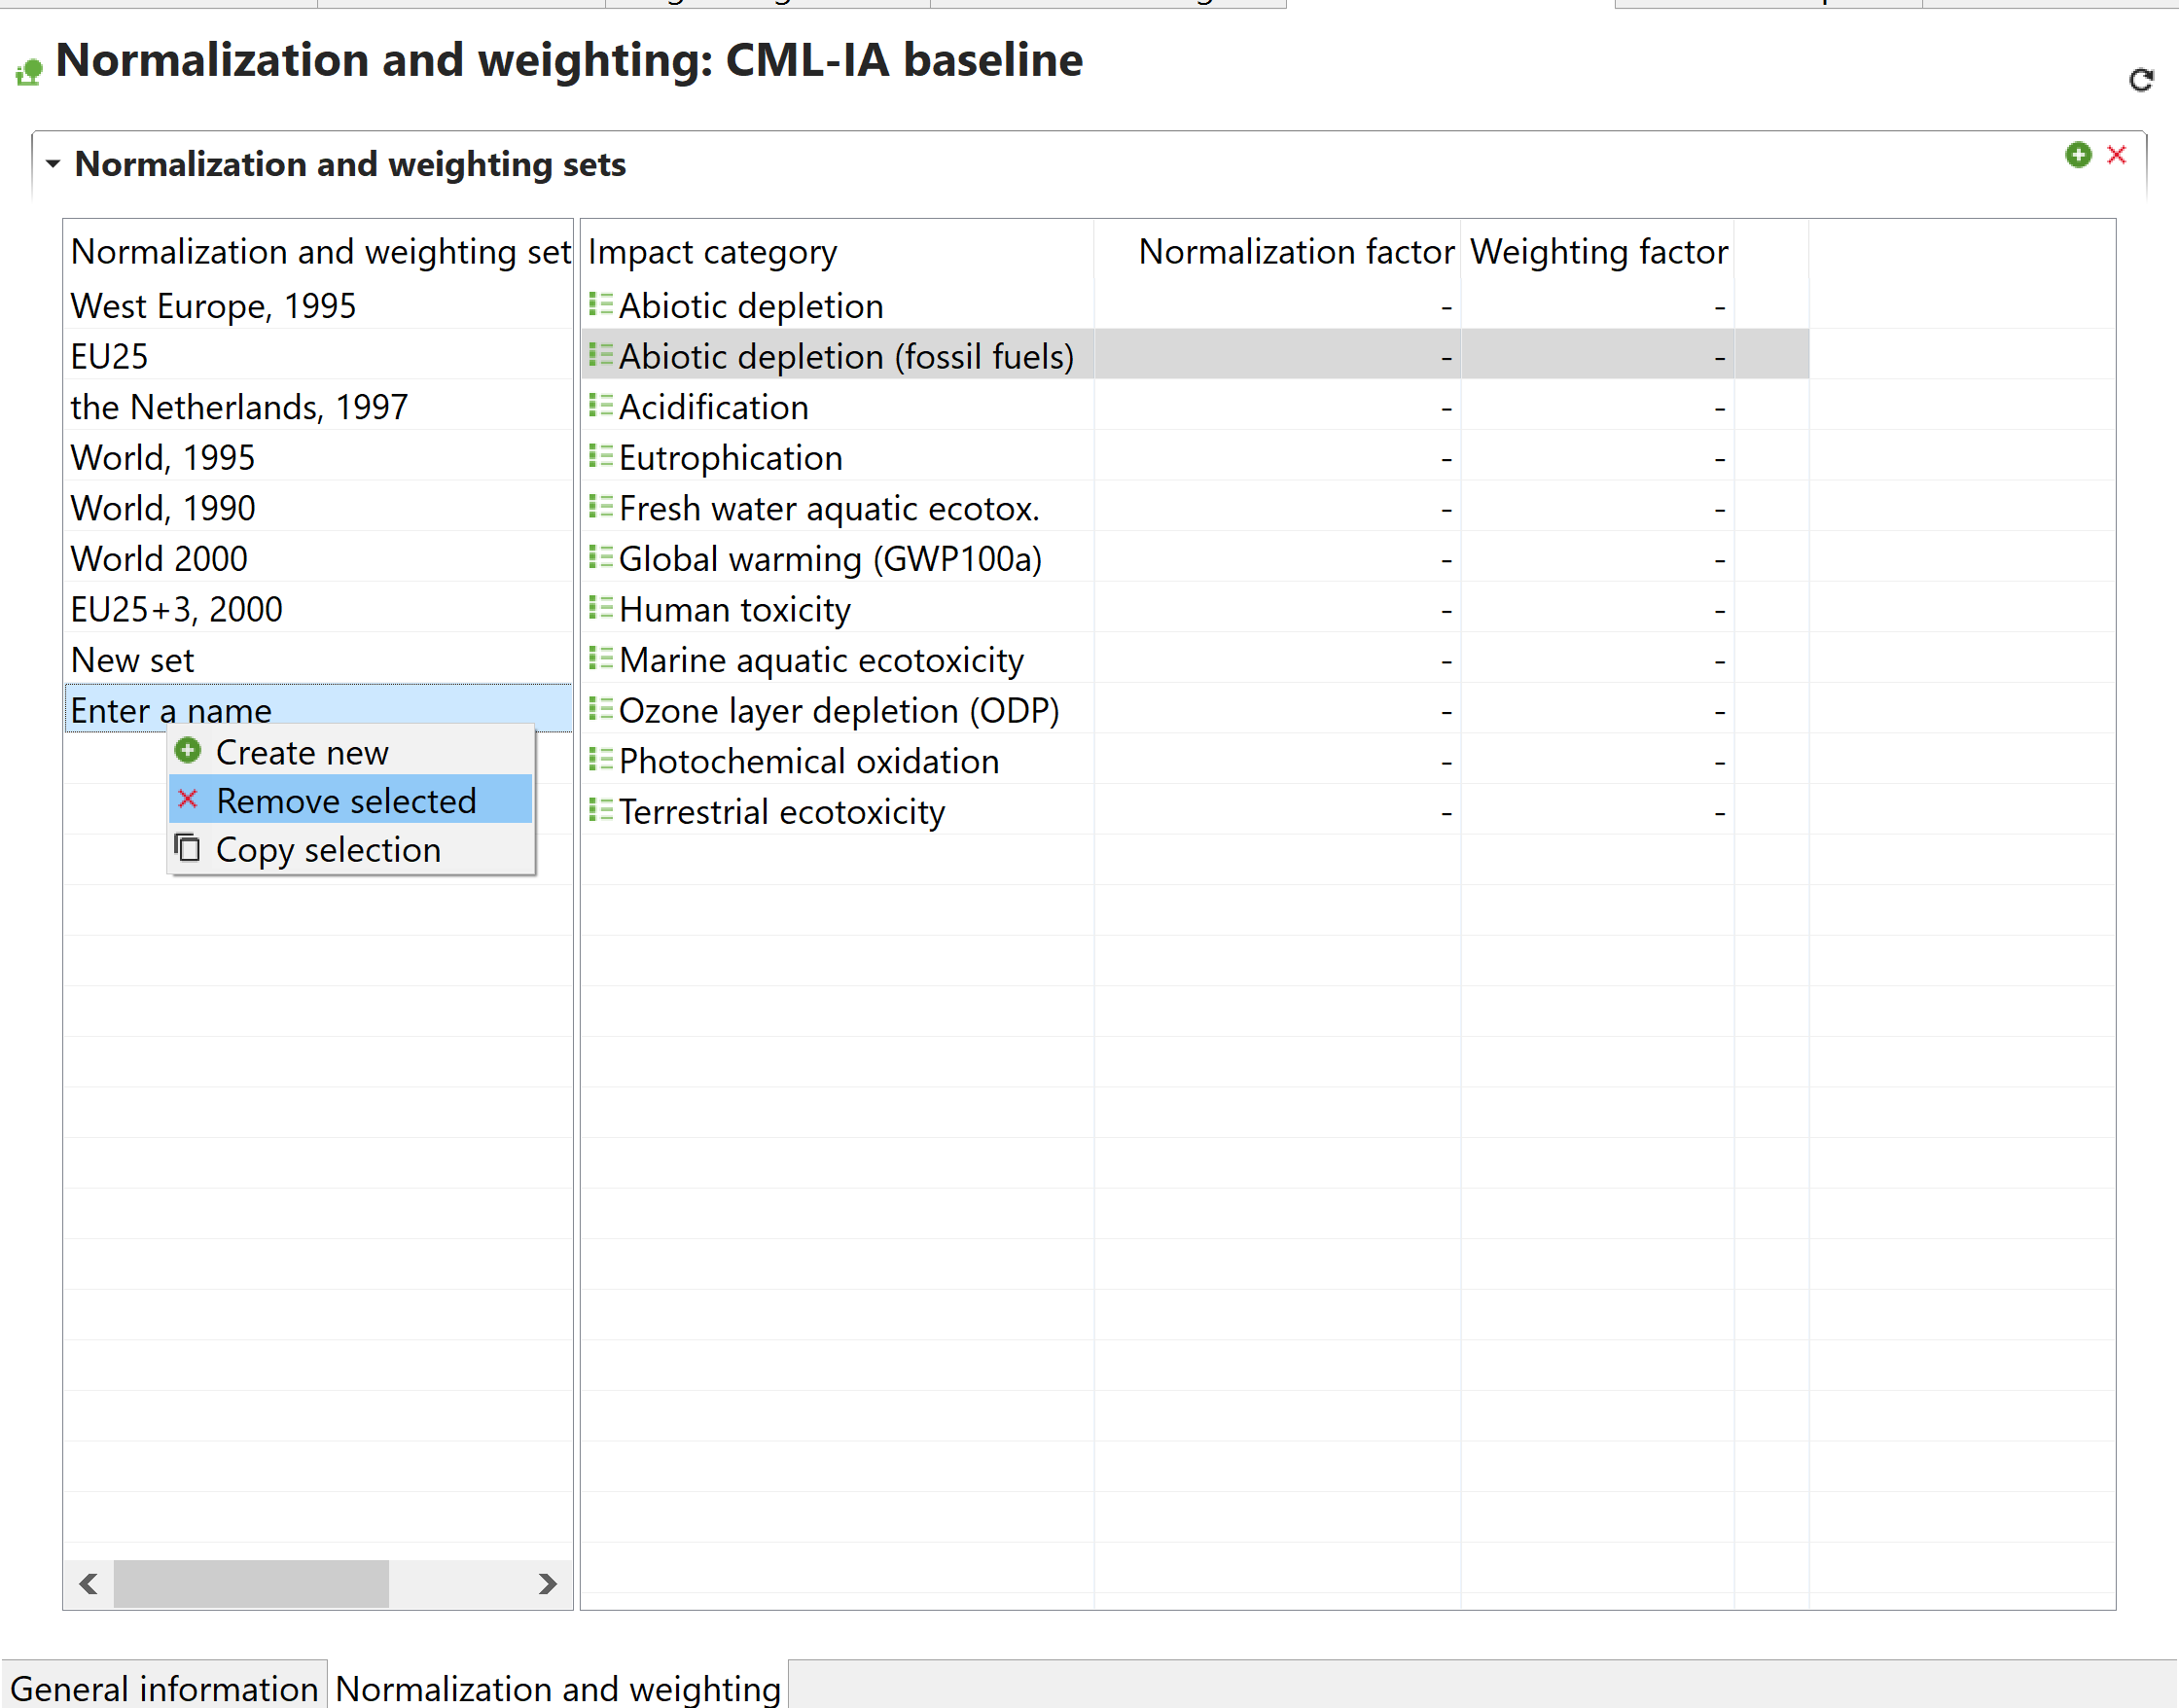 Normalization and weighting: CML-IA baseline
Normalization and weighting sets
Normalization and weighting set
West Europe, 1995
EU25
the Netherlands, 1997
World, 1995
World, 1990
World 2000
EU25+3, 2000
New set
Enter a name
Create new
Remove selected
Copy selection
Impact category Normalization factor Weighting factor
Abiotic depletion - -
Abiotic depletion (fossil fuels) - -
Acidification - -
Eutrophication - -
Fresh water aquatic ecotox. - -
Global warming (GWP100a) - -
Human toxicity - -
Marine aquatic ecotoxicity - -
Ozone layer depletion (ODP) - -
Photochemical oxidation - -
Terrestrial ecotoxicity - -
General information Normalization and weighting